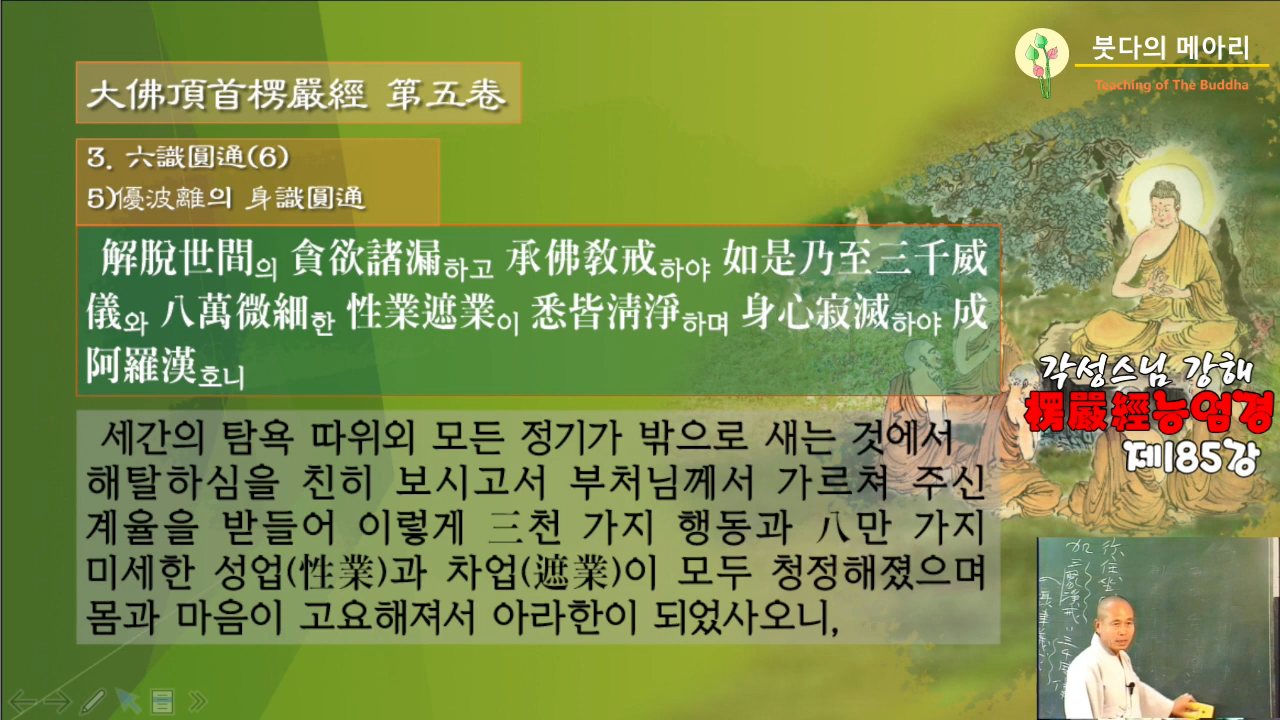 붓다의 메아리
Teaching of The Buddha
大佛頂首楞嚴經 第五卷
3. 六識圓通(6)
5)優波離의 身識圓通
解脫世間의 貪欲諸漏하고 承佛敎戒하야 如是乃至三千威
儀와 八萬微細한 性業遮業이 悉皆淸淨하며 身心寂滅하야 成
阿羅漢호니
세간의 탐욕 따위외 모든 정기가 밖으로 새는 것에서
해탈하심을 친히 보시고서 부처님께서 가르쳐 주신
계율을 받들어 이렇게 三천 가지 행동과 八만 가지
미세한 성업(性業)과 차업(遮業)이 모두 청정해졌으며
몸과 마음이 고요해져서 아라한이 되었사오니,
각성스님 강해
楞嚴經능엄경
제185강